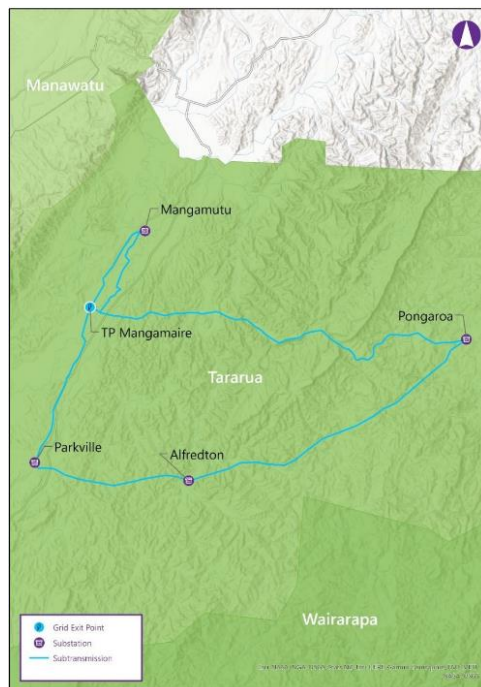 Manawatu
Mangamutu
TP Mangamaire
Pongaroa
Tararua
Parkville
Alfredton
Wairarapa
Grid Exit Point
Substation
Subtransmission